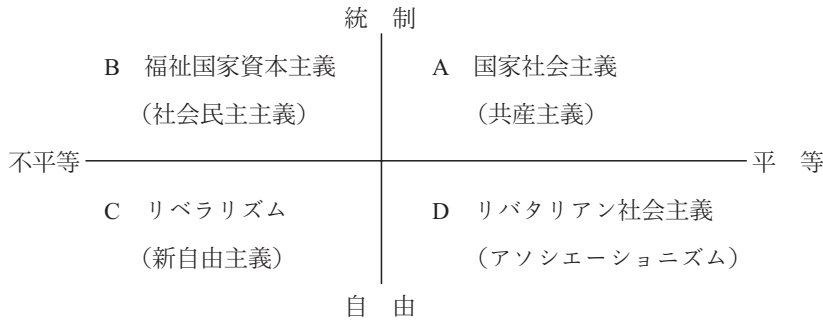 統 制
B 福祉国家資本主義
(社会民主主義)
A 国家社会主義
(共産主義)
不平等
平 等
C リベラリズム
(新自由主義)
D リバタリアン社会主義
(アソシエーショニズム)
自 由